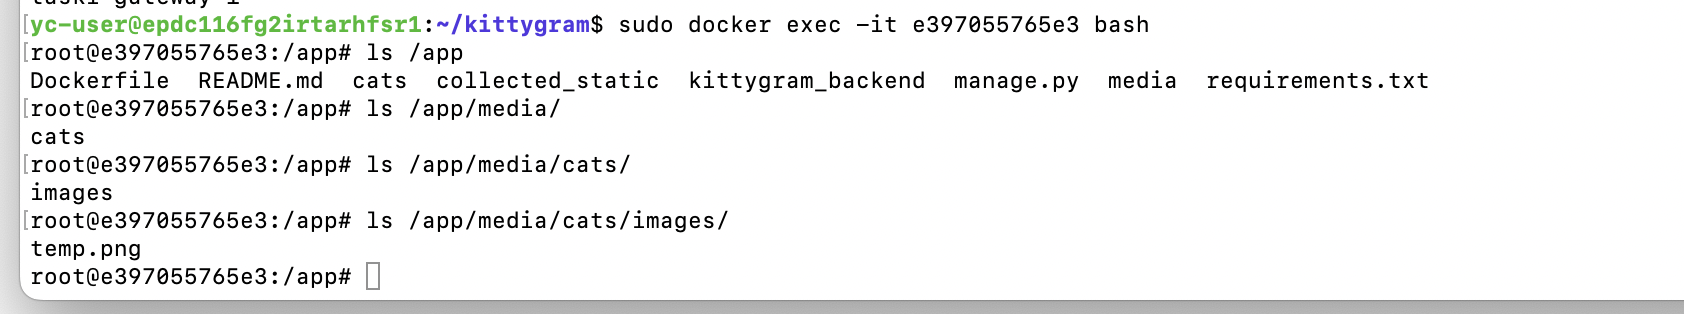 yc-user@epdc116fg2irtarhfsr1:~/kittygram$ sudo docker exec -it e397055765e3 bash
[root@e397055765e3:/app# ls /app
Dockerfile  README.md  cats  collected_static  kittygram_backend  manage.py  media  requirements.txt
[root@e397055765e3:/app# ls /app/media/
cats
[root@e397055765e3:/app# ls /app/media/cats/
images
[root@e397055765e3:/app# ls /app/media/cats/images/
temp.png
root@e397055765e3:/app#